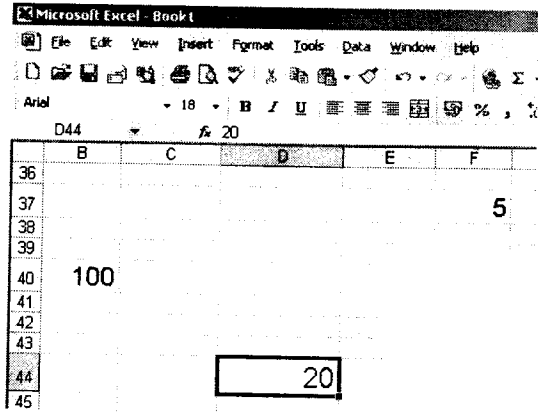 Microsoft Excel - Book1
File Edit View Insert Format Tools Data Window Help
Arial 18 B I U % ,
D44 fx 20
B C D E F
36
37 5
38
39
40 100
41
42
43
44 20
45